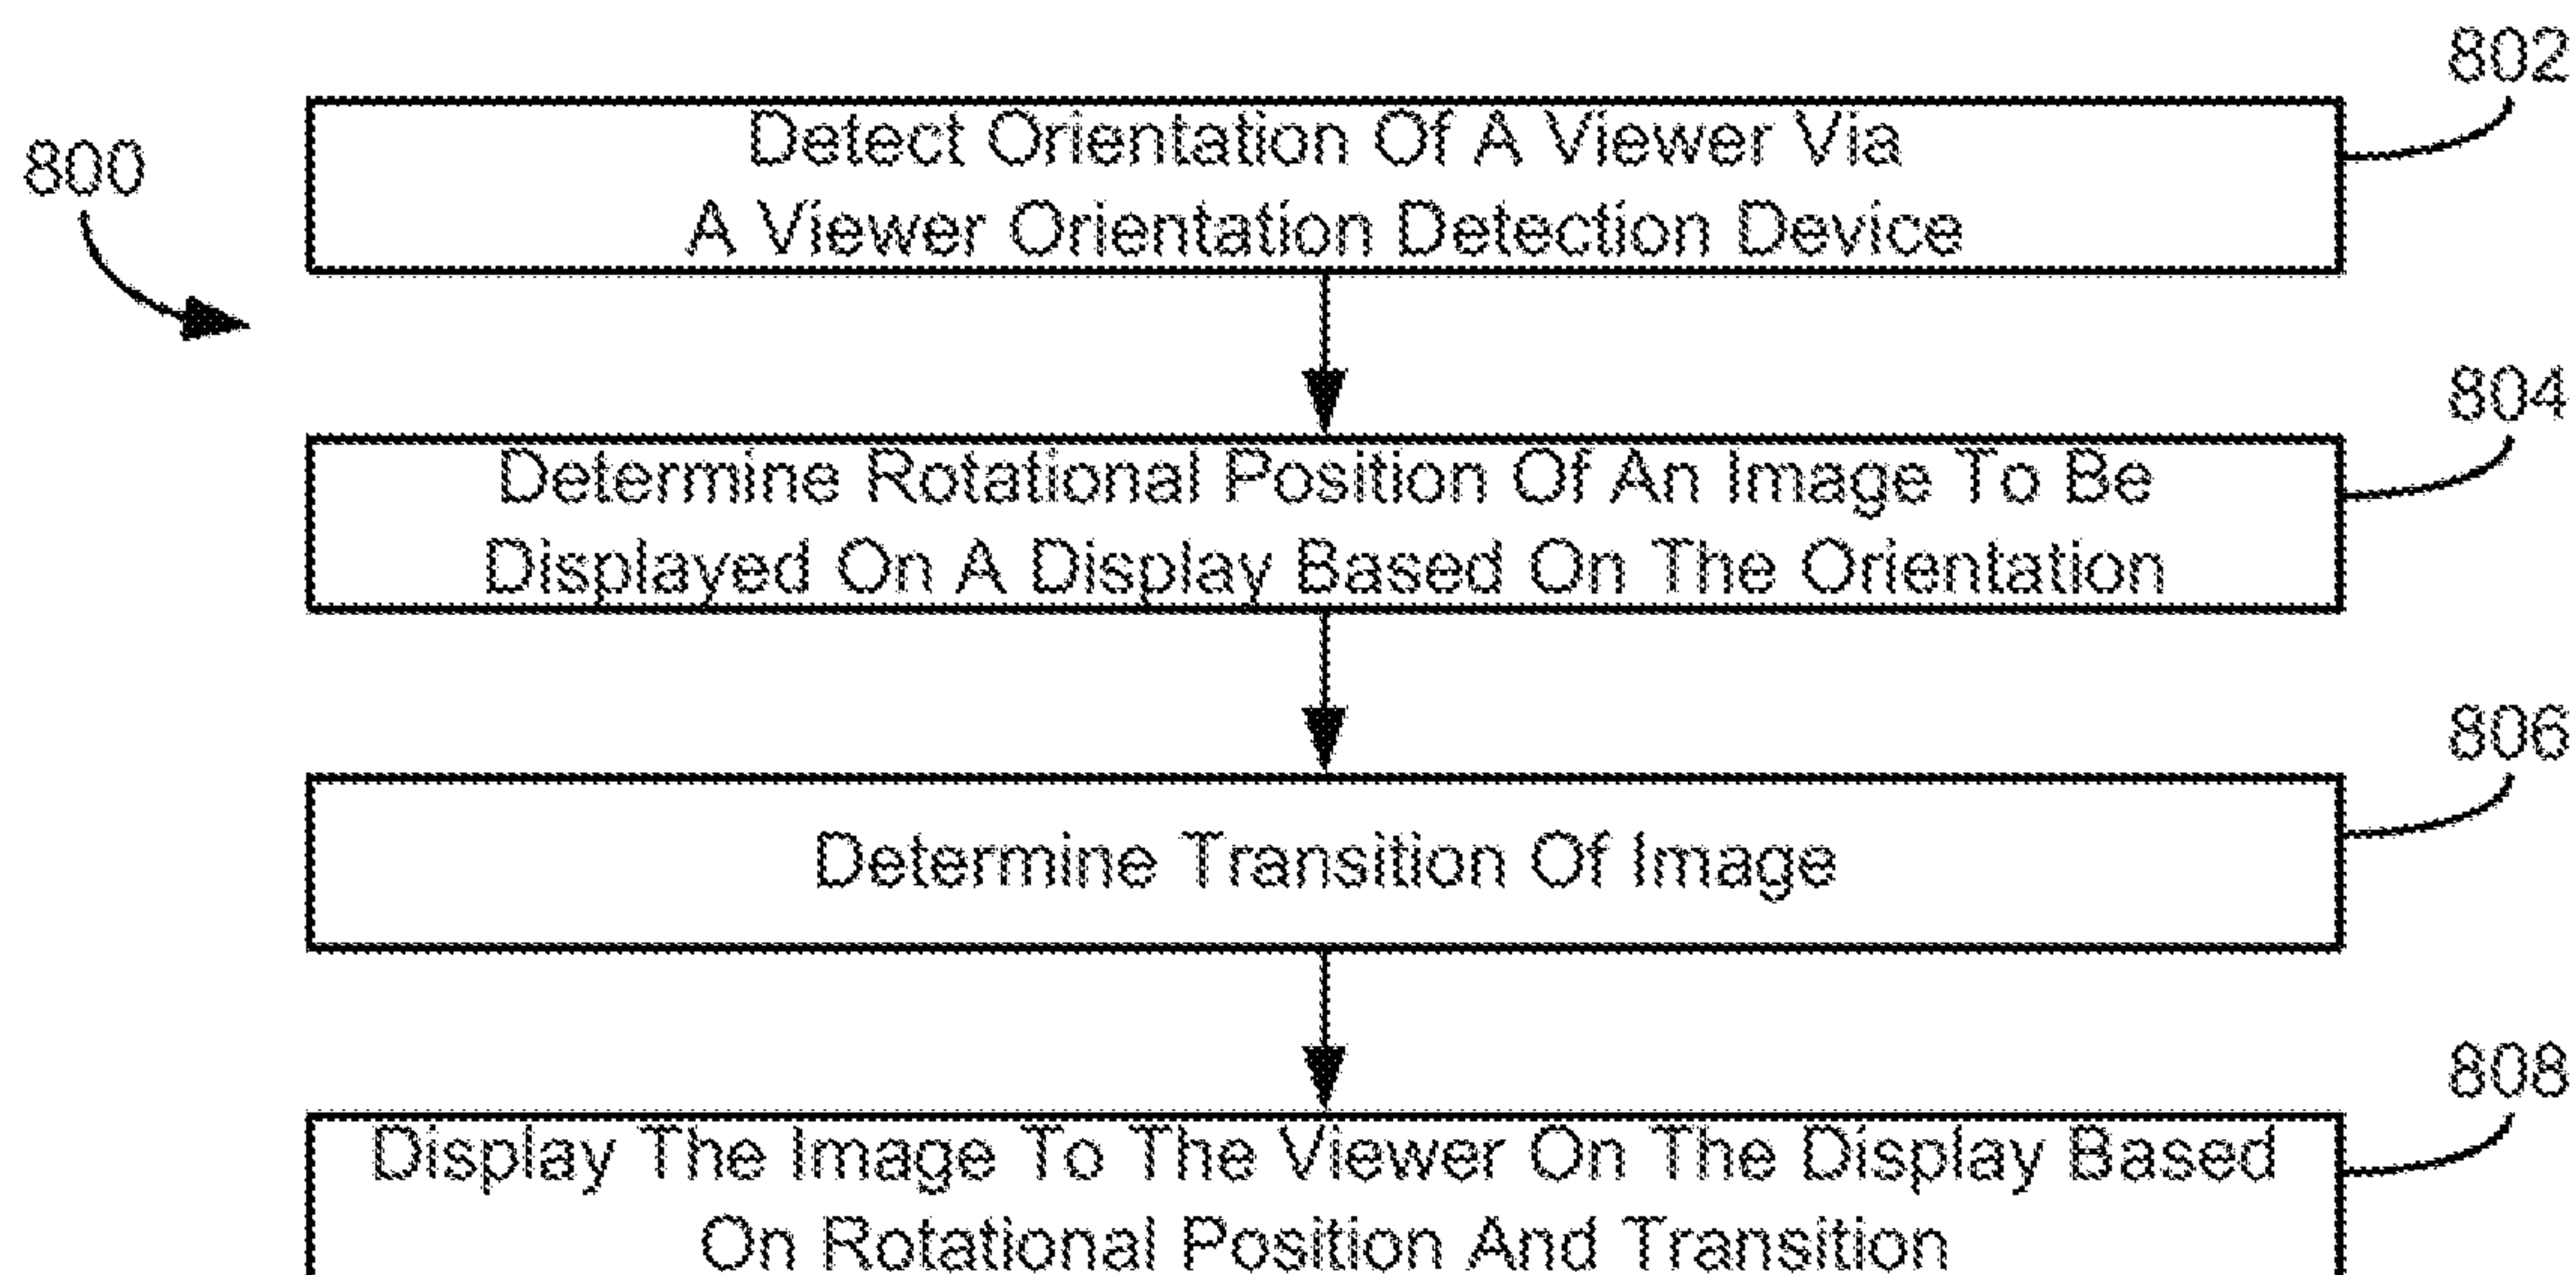 802
Detect Orientation Of A Viewer Via
A Viewer Orientation Detection Device
800
804
Determine Rotational Position Of An Image To Be
Displayed On A Display Based On The Orientation
806
Determine Transition Of Image
808
Display The Image To The Viewer On The Display Based
On Rotational Position And Transition